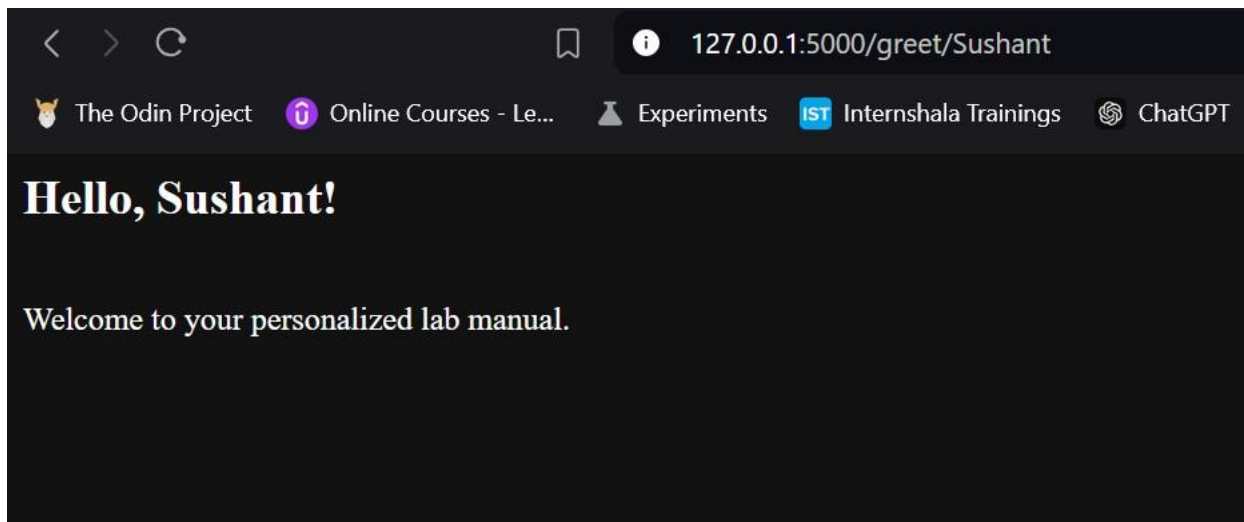 127.0.0.1:5000/greet/Sushant
The Odin Project Online Courses - Le... Experiments IST Internshala Trainings ChatGPT
Hello, Sushant!
Welcome to your personalized lab manual.